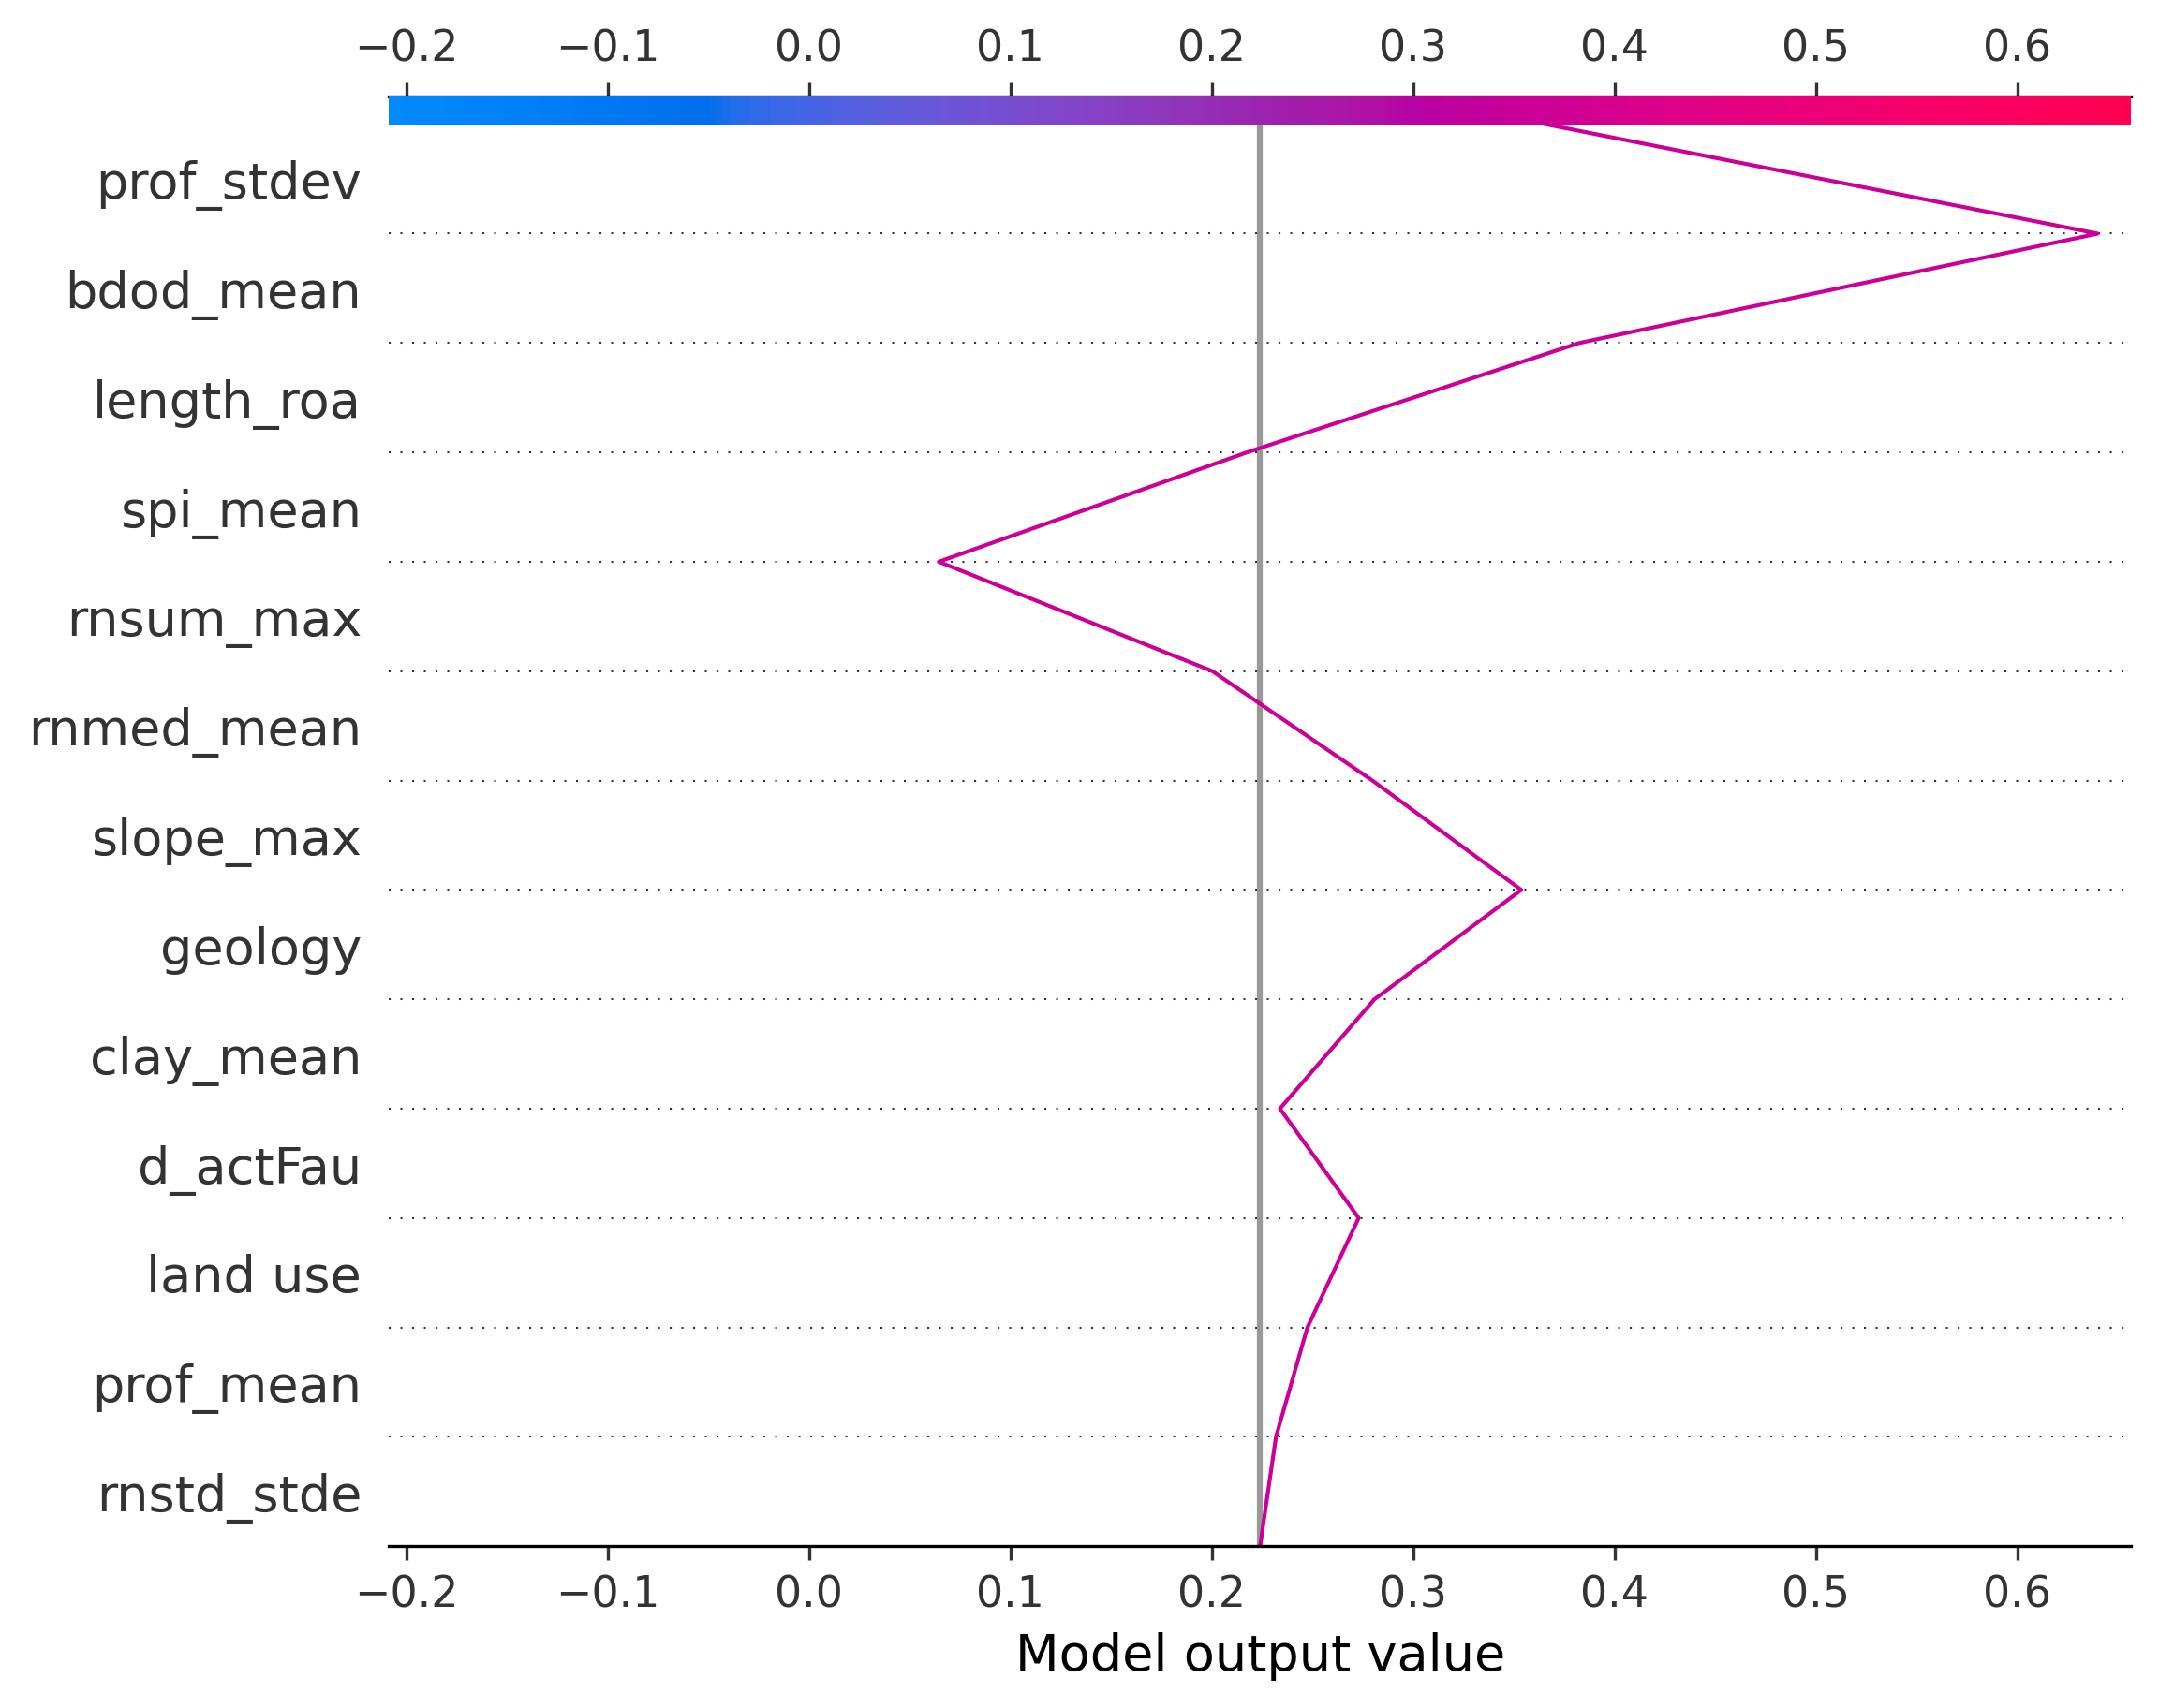 −0.2 −0.1 0.0 0.1 0.2 0.3 0.4 0.5 0.6
prof_stdev
bdod_mean
length_roa
spi_mean
rnsum_max
rnmed_mean
slope_max
geology
clay_mean
d_actFau
land use
prof_mean
rnstd_stde
−0.2 −0.1 0.0 0.1 0.2 0.3 0.4 0.5 0.6
Model output value